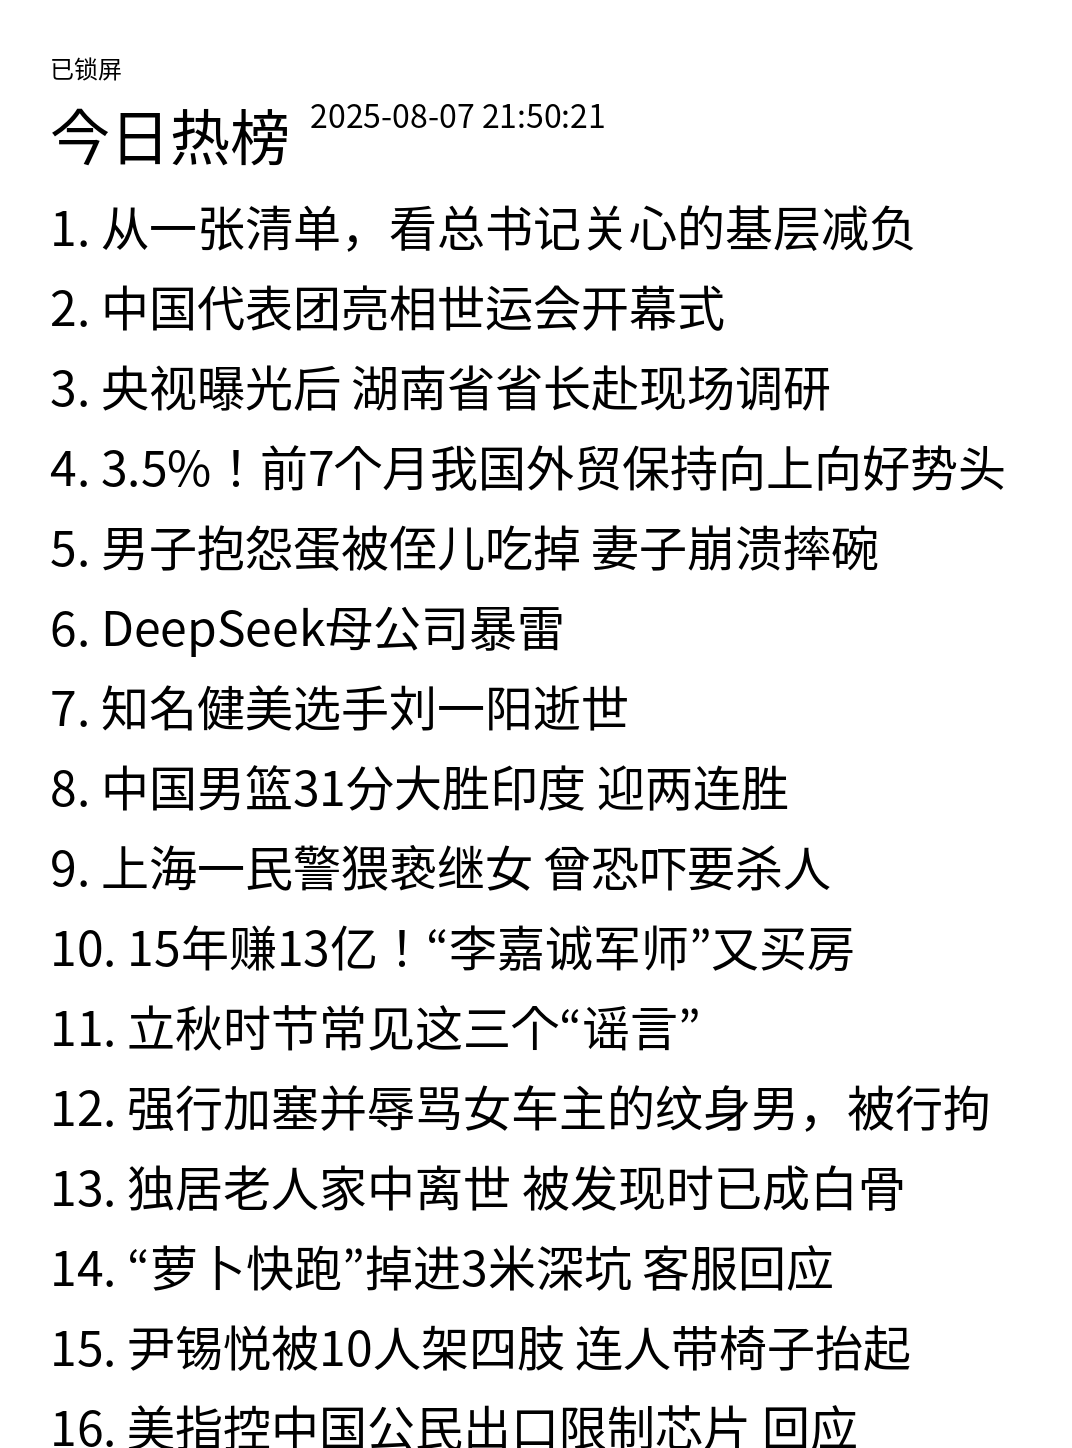 已锁屏
今日热榜 2025-08-07 21:50:21
1. 从一张清单，看总书记关心的基层减负
2. 中国代表团亮相世运会开幕式
3. 央视曝光后 湖南省省长赴现场调研
4. 3.5%！前7个月我国外贸保持向上向好势头
5. 男子抱怨蛋被侄儿吃掉 妻子崩溃摔碗
6. DeepSeek母公司暴雷
7. 知名健美选手刘一阳逝世
8. 中国男篮31分大胜印度 迎两连胜
9. 上海一民警猥亵继女 曾恐吓要杀人
10. 15年赚13亿！“李嘉诚军师”又买房
11. 立秋时节常见这三个“谣言”
12. 强行加塞并辱骂女车主的纹身男，被行拘
13. 独居老人家中离世 被发现时已成白骨
14. “萝卜快跑”掉进3米深坑 客服回应
15. 尹锡悦被10人架四肢 连人带椅子抬起
16. 美指控中国公民出口限制芯片 回应